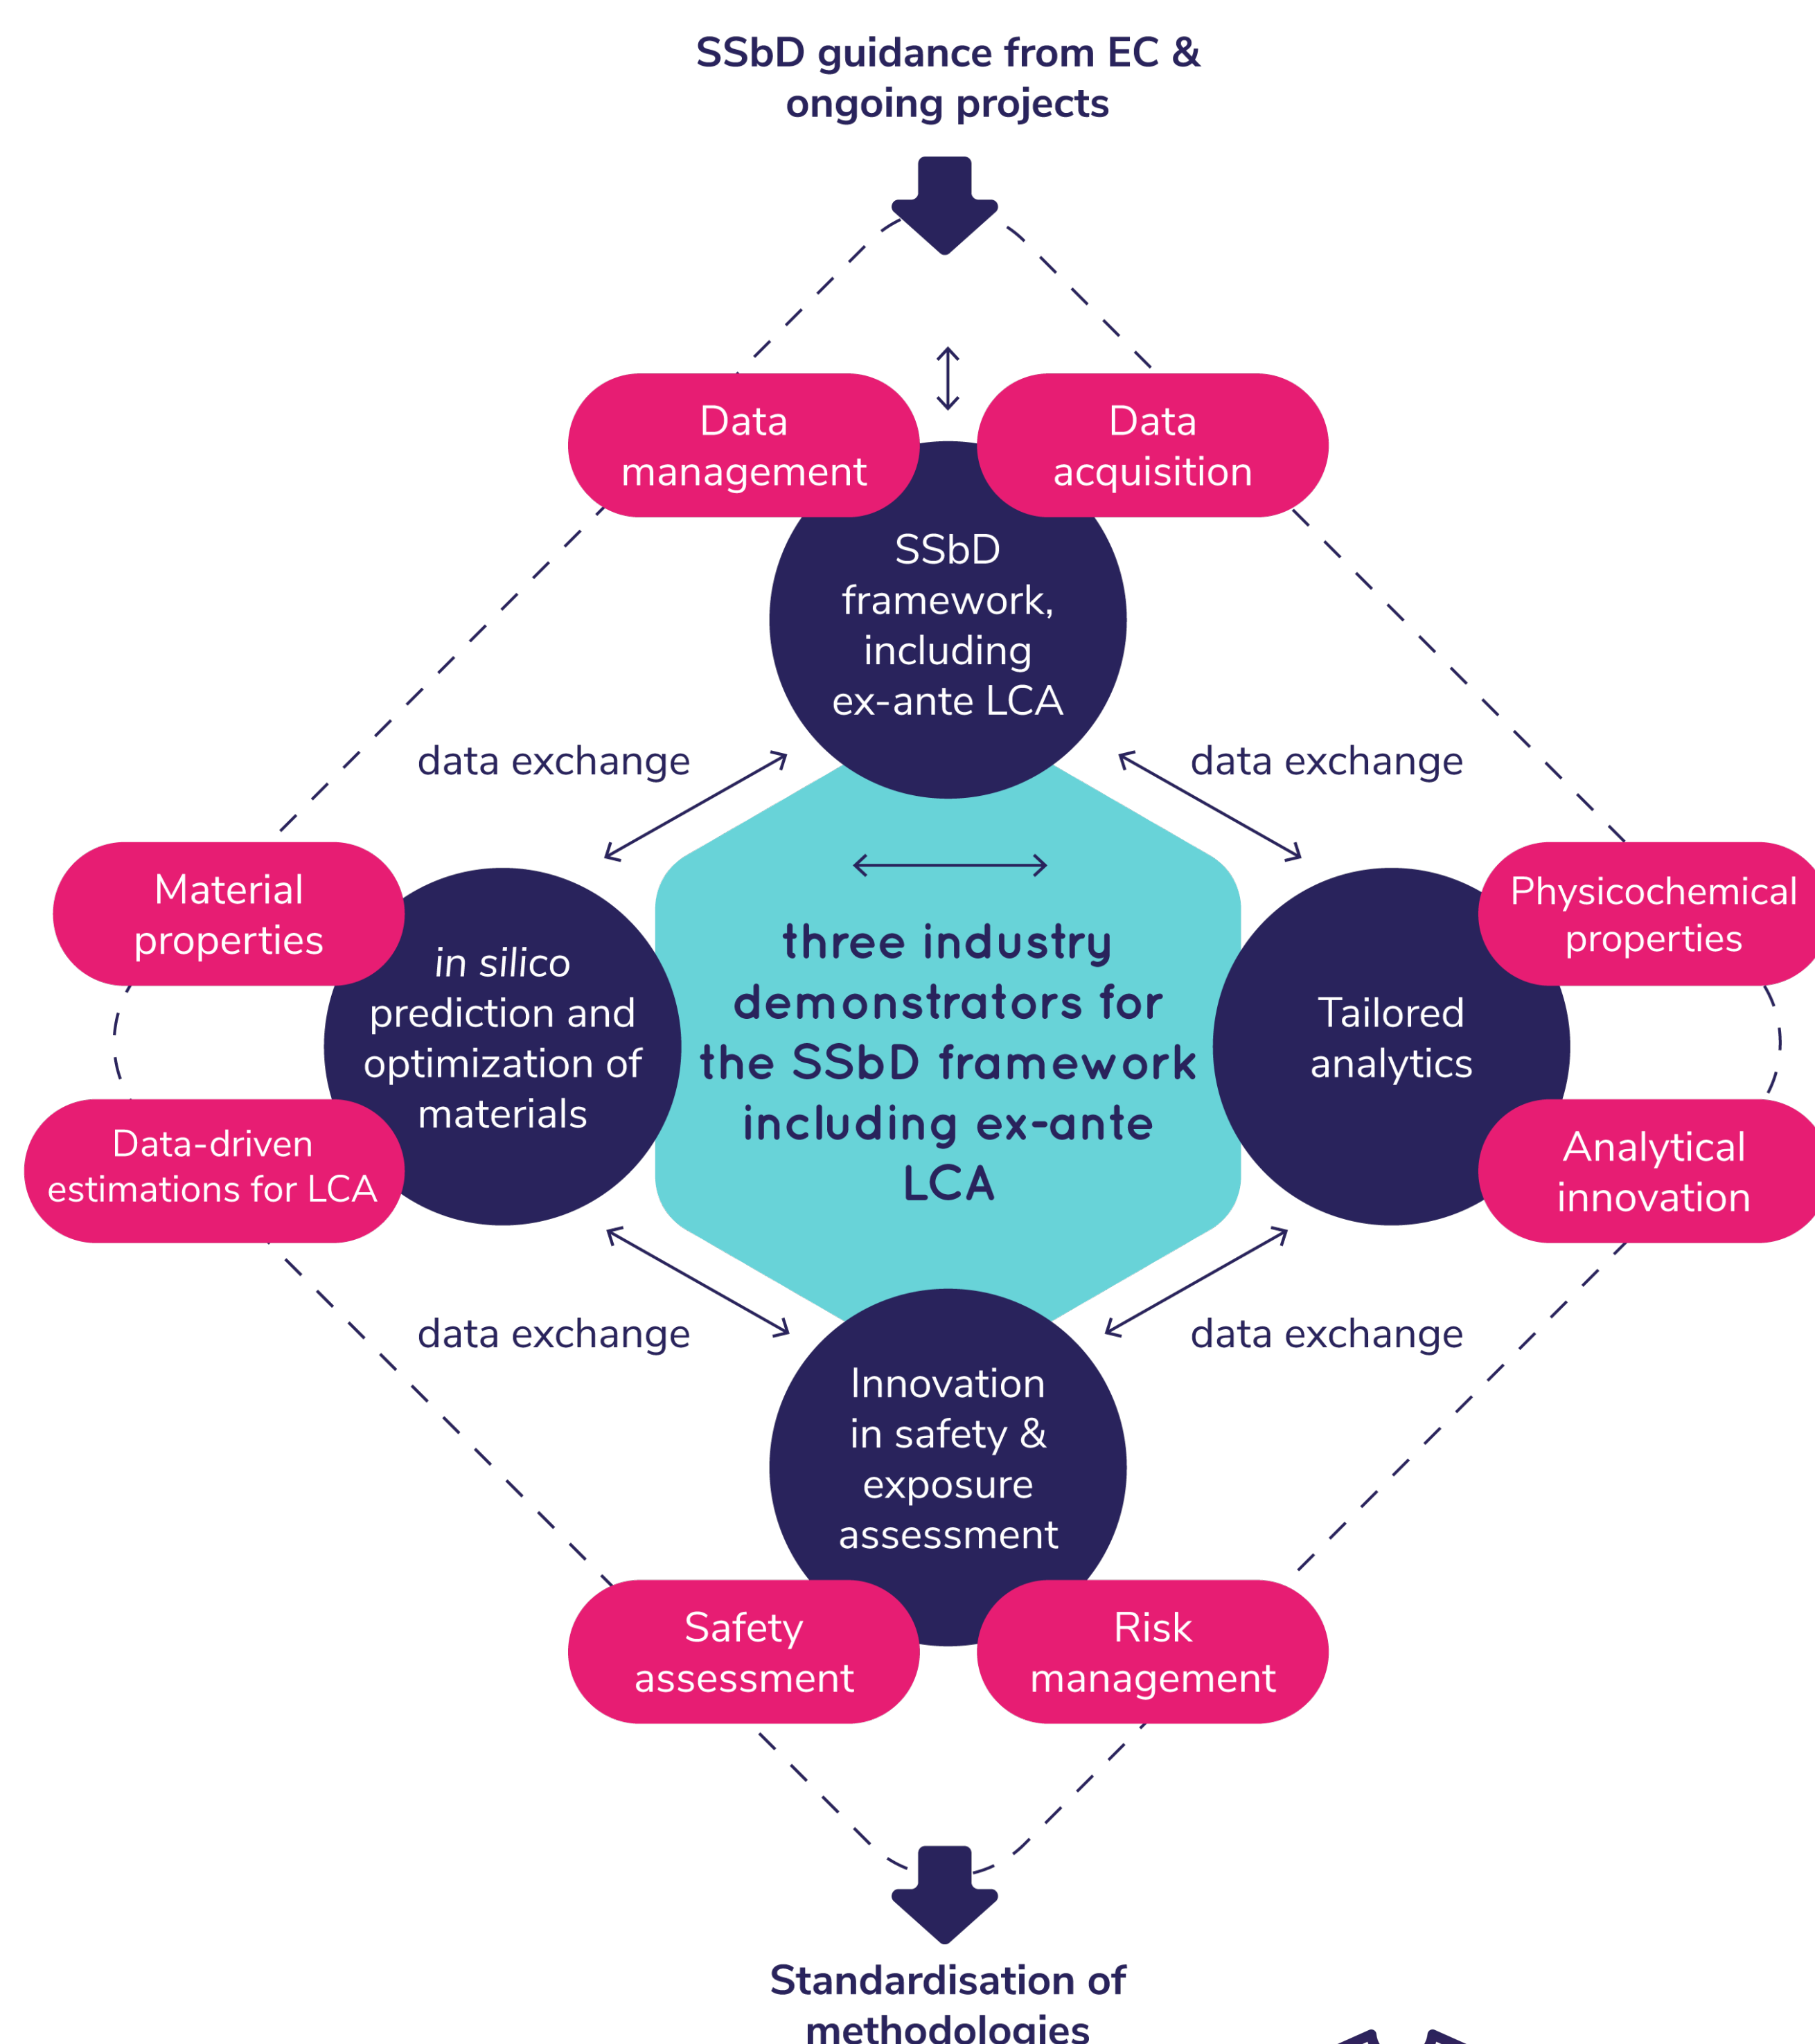 SSbD guidance from EC &
ongoing projects
Data
management
Data
acquisition
SSbD
framework,
including
ex-ante LCA
data exchange
data exchange
Material
properties
Physicochemical
properties
in silico
prediction and
optimization of
materials
three industry
demonstrators for
the SSbD framework
including ex-ante
LCA
Tailored
analytics
Data-driven
estimations for LCA
Analytical
innovation
data exchange
data exchange
Innovation
in safety &
exposure
assessment
Safety
assessment
Risk
management
Standardisation of
methodologies